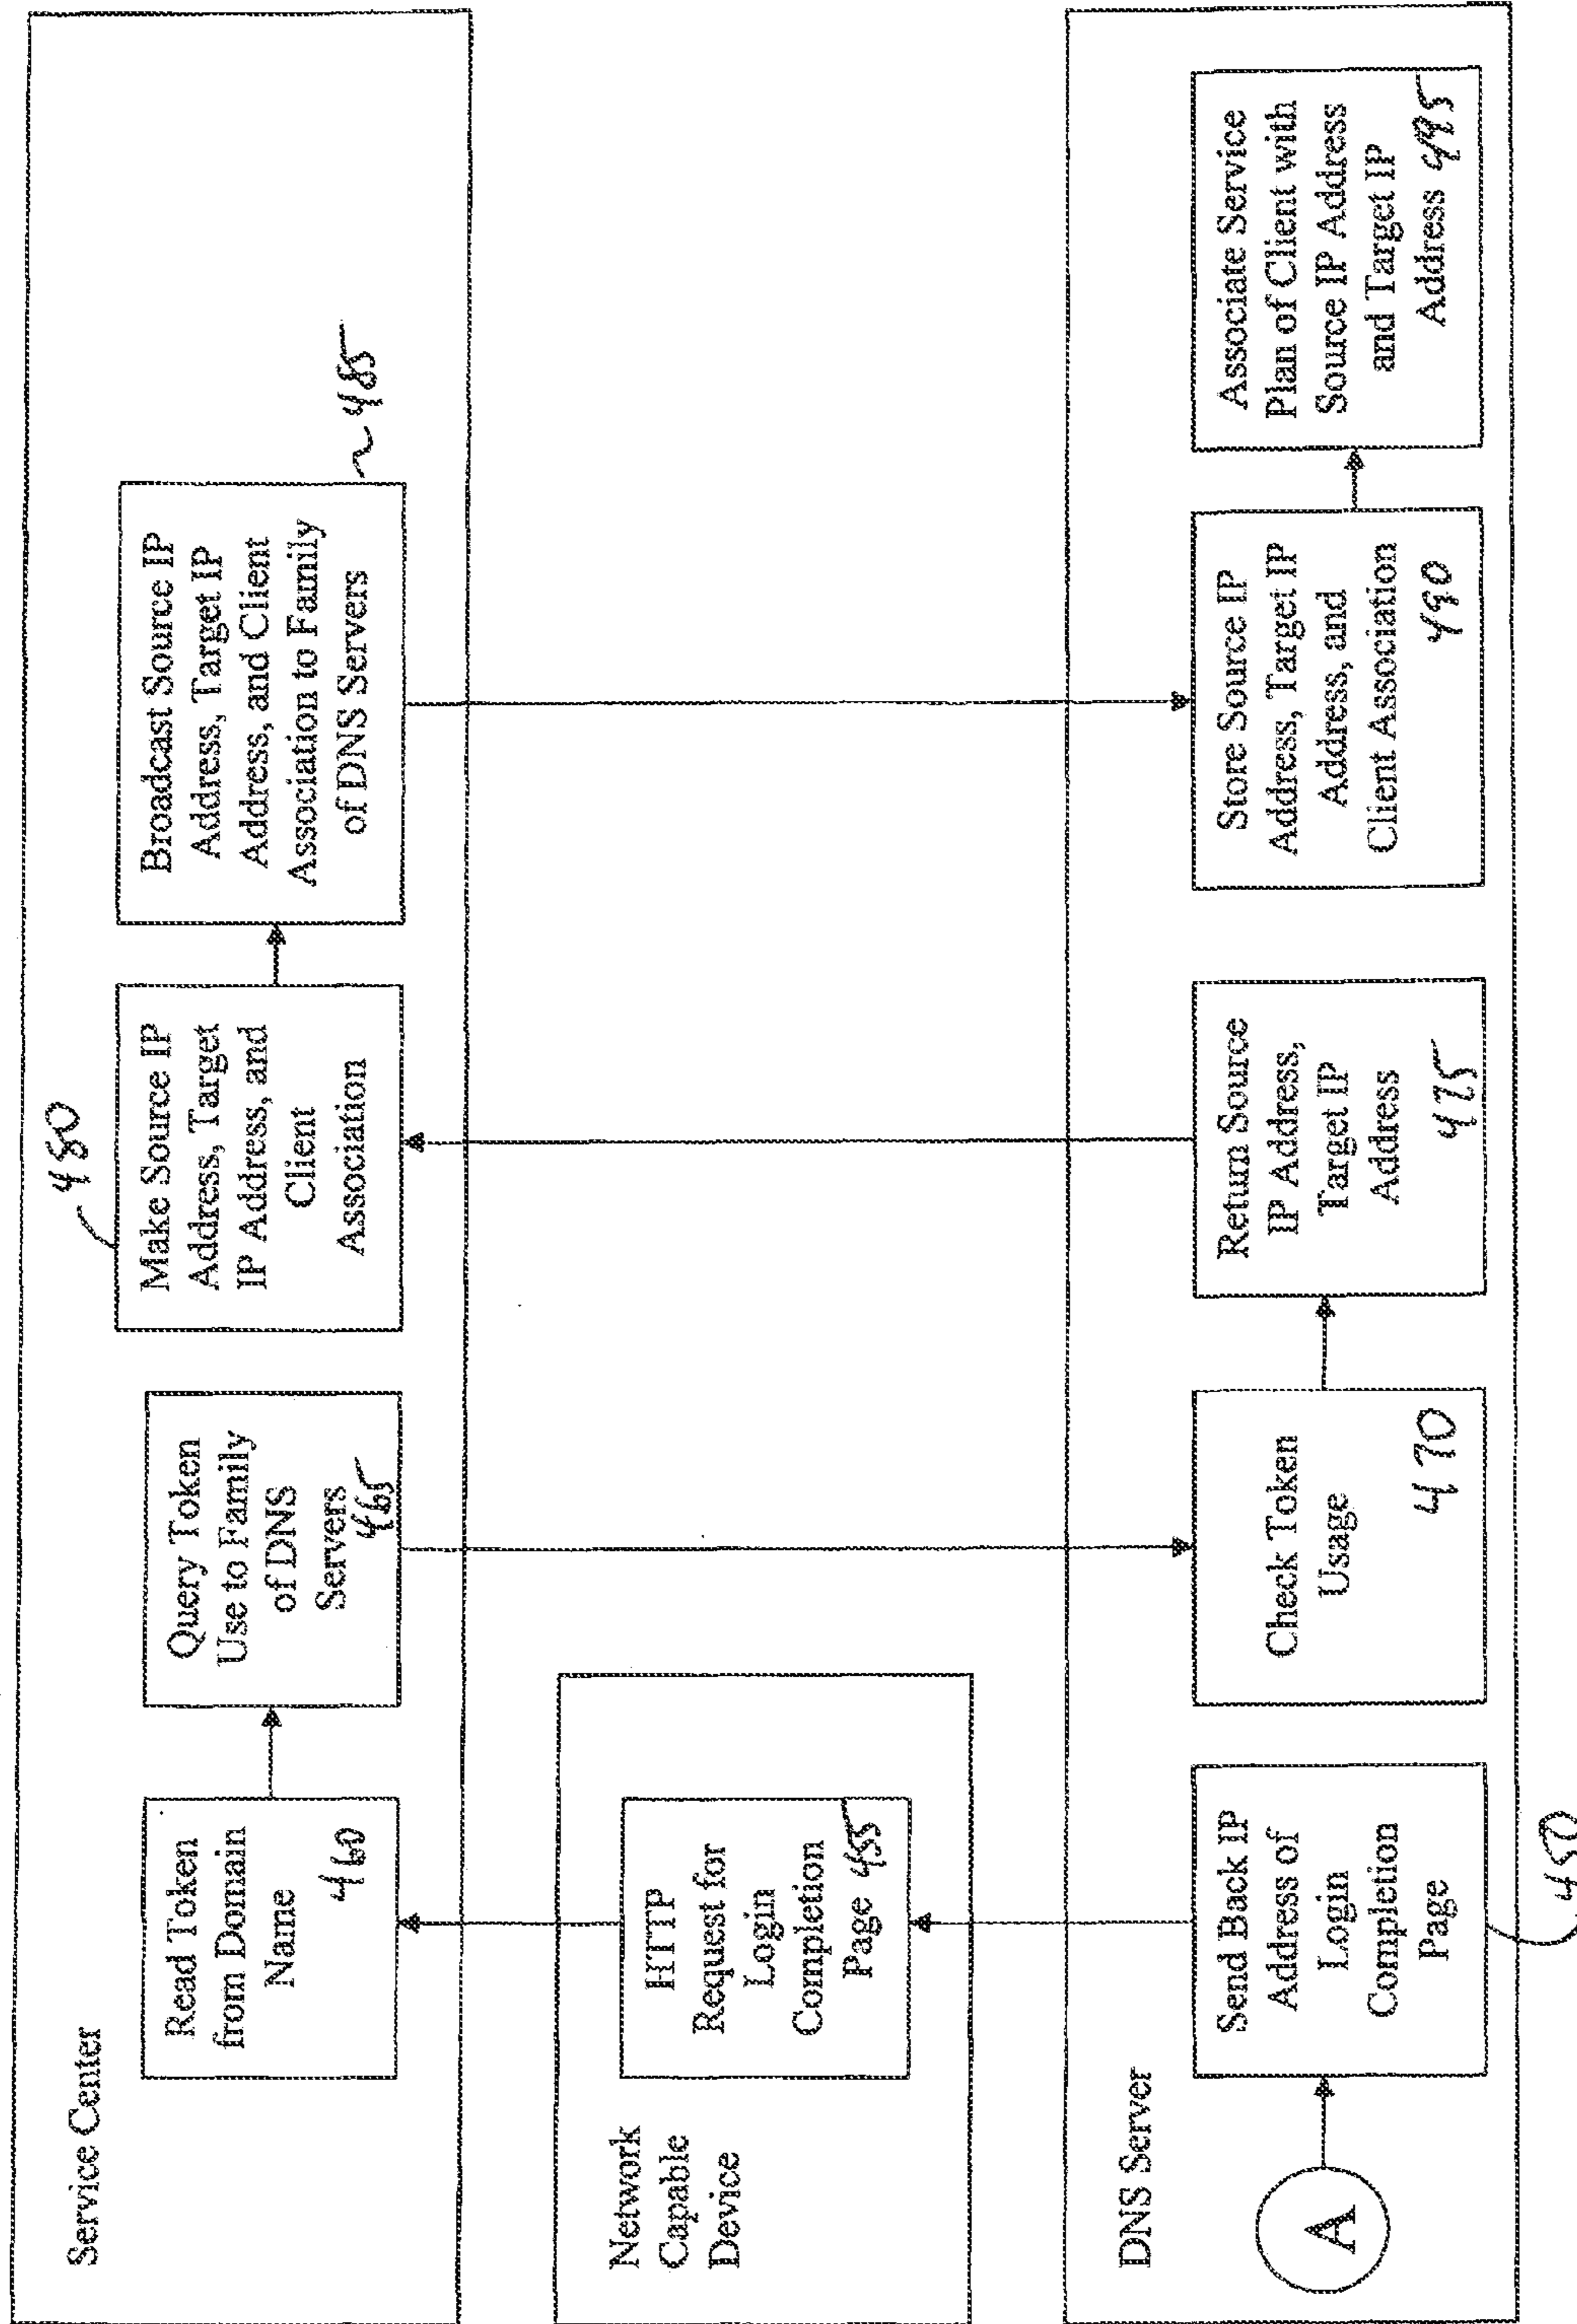 Service Center
Read Token
from Domain
Name
460
Query Token
Use to Family
of DNS
Servers
465
480
Make Source IP
Address, Target
IP Address, and
Client
Association
Broadcast Source IP
Address, Target IP
Address, and Client
Association to Family
of DNS Servers
485
Network
Capable
Device
HTTP
Request for
Login
Completion
Page 455
DNS Server
A
Send Back IP
Address of
Login
Completion
Page
450
Check Token
Usage
470
Return Source
IP Address,
Target IP
Address
475
Store Source IP
Address, Target IP
Address, and
Client Association
490
Associate Service
Plan of Client with
Source IP Address
and Target IP
Address 495